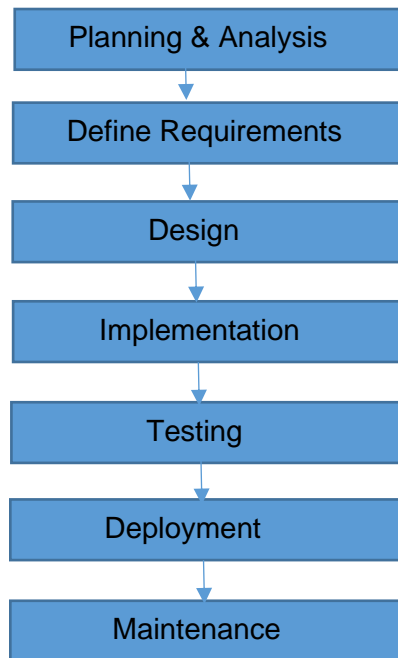 Planning & Analysis
Define Requirements
Design
Implementation
Testing
Deployment
Maintenance